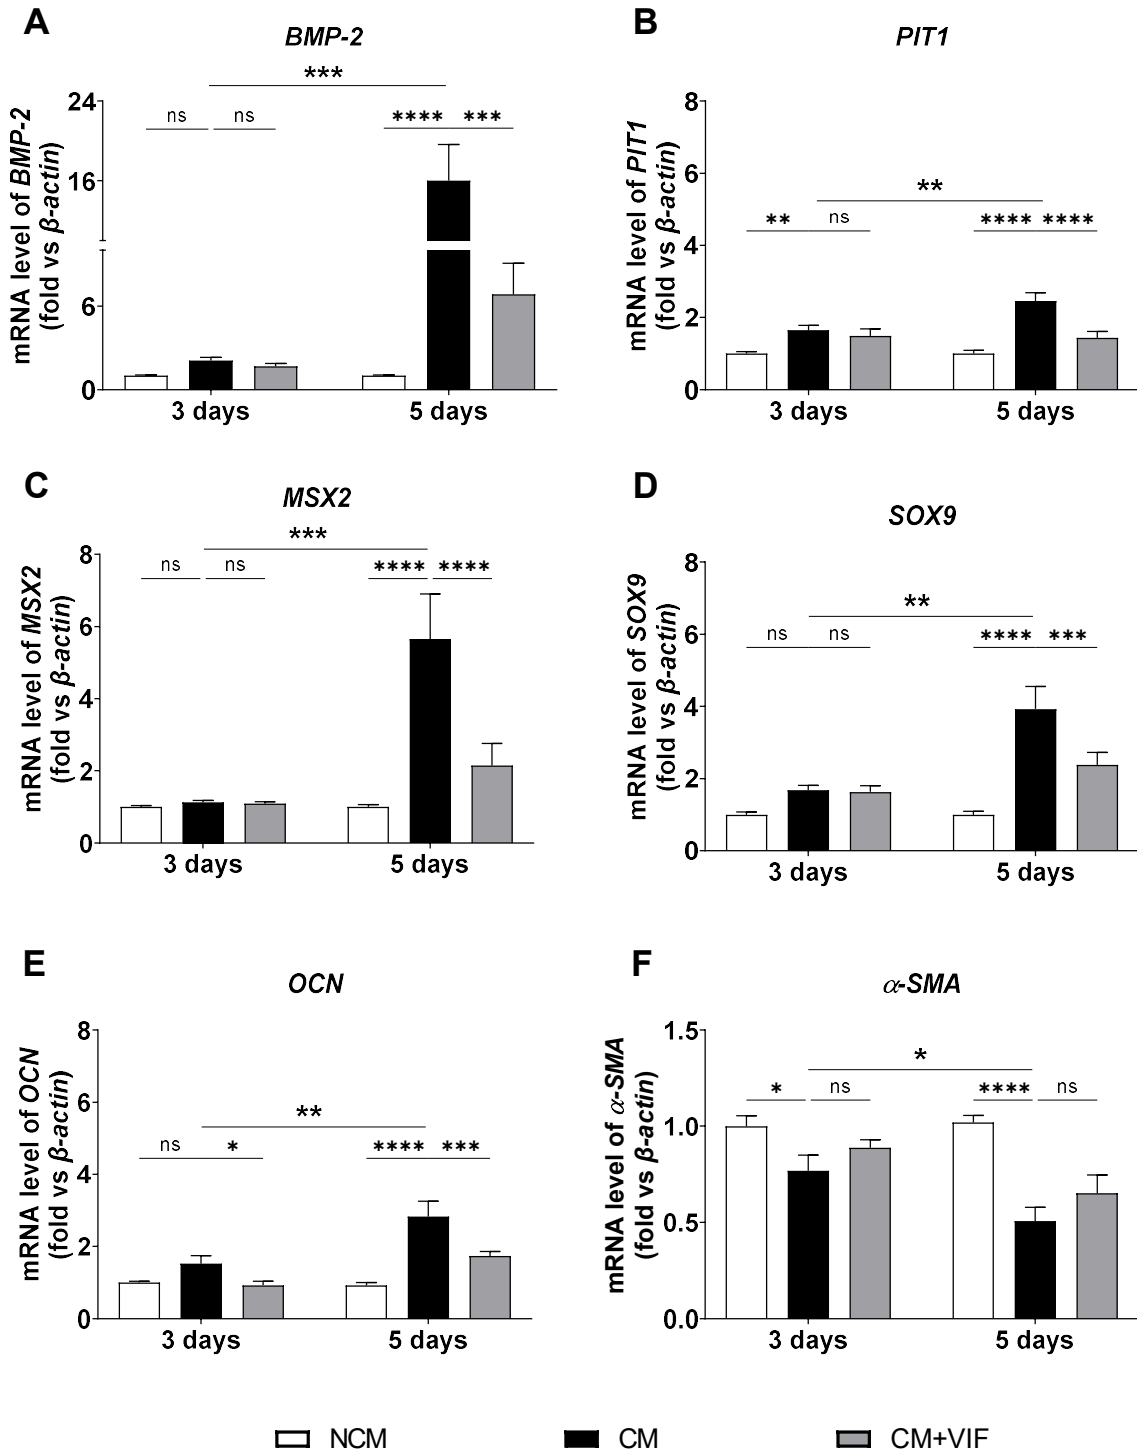 A
BMP-2
***
ns ns **** ***
mRNA level of BMP-2
(fold vs β-actin)
24
16
6
0
3 days 5 days
B
PIT1
**
** ns **** ****
mRNA level of PIT1
(fold vs β-actin)
8
6
4
2
0
3 days 5 days
C
MSX2
***
ns ns **** ****
mRNA level of MSX2
(fold vs β-actin)
8
6
4
2
0
3 days 5 days
D
SOX9
**
ns ns **** ***
mRNA level of SOX9
(fold vs β-actin)
8
6
4
2
0
3 days 5 days
E
OCN
**
ns * **** ***
mRNA level of OCN
(fold vs β-actin)
8
6
4
2
0
3 days 5 days
F
α-SMA
*
* ns **** ns
mRNA level of α-SMA
(fold vs β-actin)
1.5
1.0
0.5
0.0
3 days 5 days
NCM CM CM+VIF